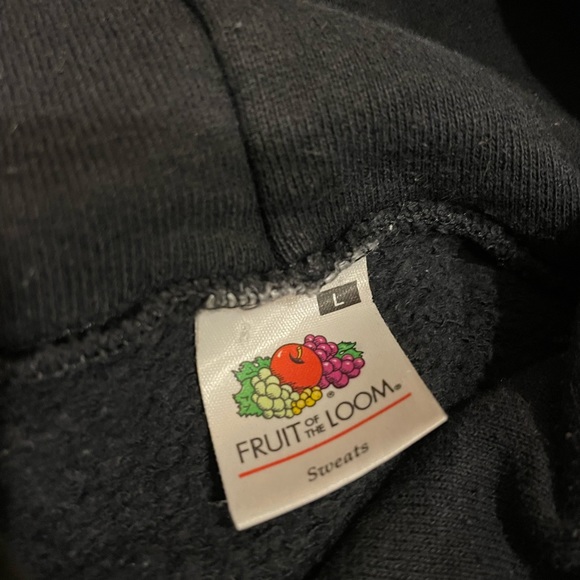 L
®
FRUIT OF THE LOOM®
Sweats